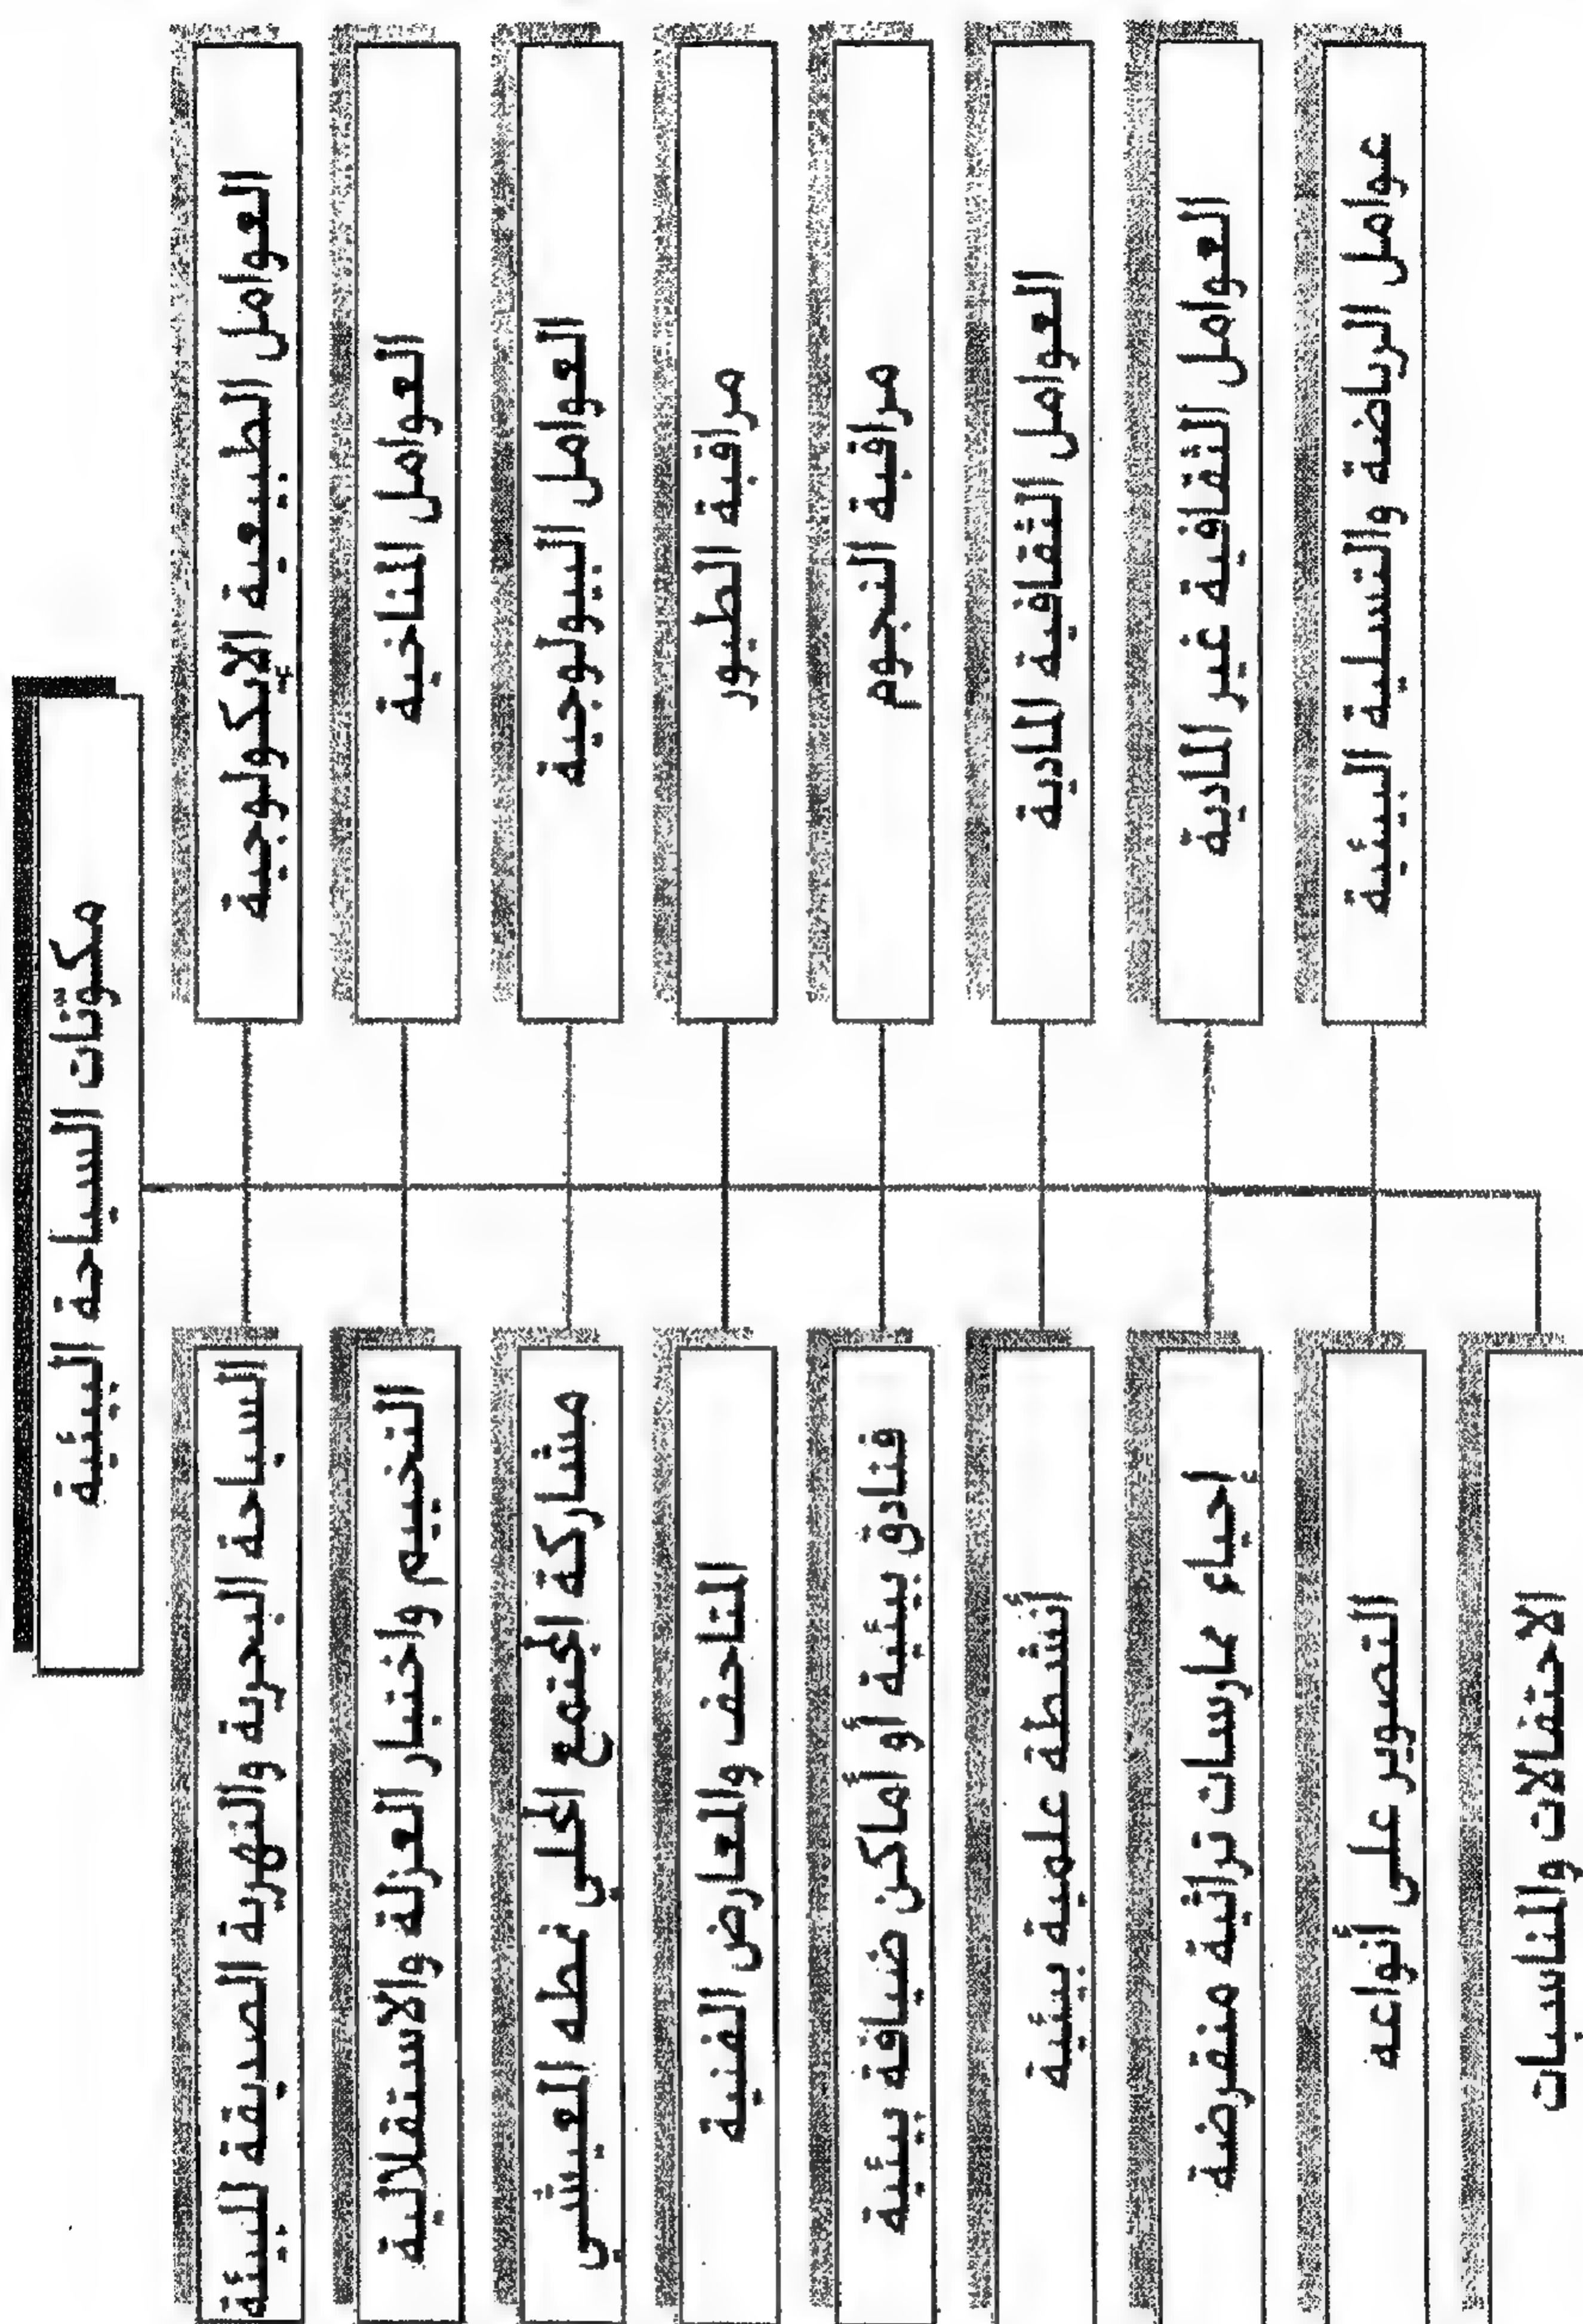 مكونات السياحة البيئية
العوامل الطبيعية الإيكولوجية
العوامل المناخية
العوامل البيولوجية
مراقبة الطيور
مراقبة النجوم
العوامل الثقافية المادية
العوامل الثقافية غير المادية
عوامل الرياضة والتسلية البيئية
السياحة البحرية والنهرية الصديقة للبيئة
التخييم واختبار العزلة والاستقلالية
مشاركة المجتمع المحلي نمطه العيشي
المتاحف والمعارض الفنية
فنادق بيئية أو أماكن ضيافة بيئية
أنشطة علمية بيئية
إحياء ممارسات تراثية منقرضة
التصوير على أنواعه
الاحتفالات والمناسبات